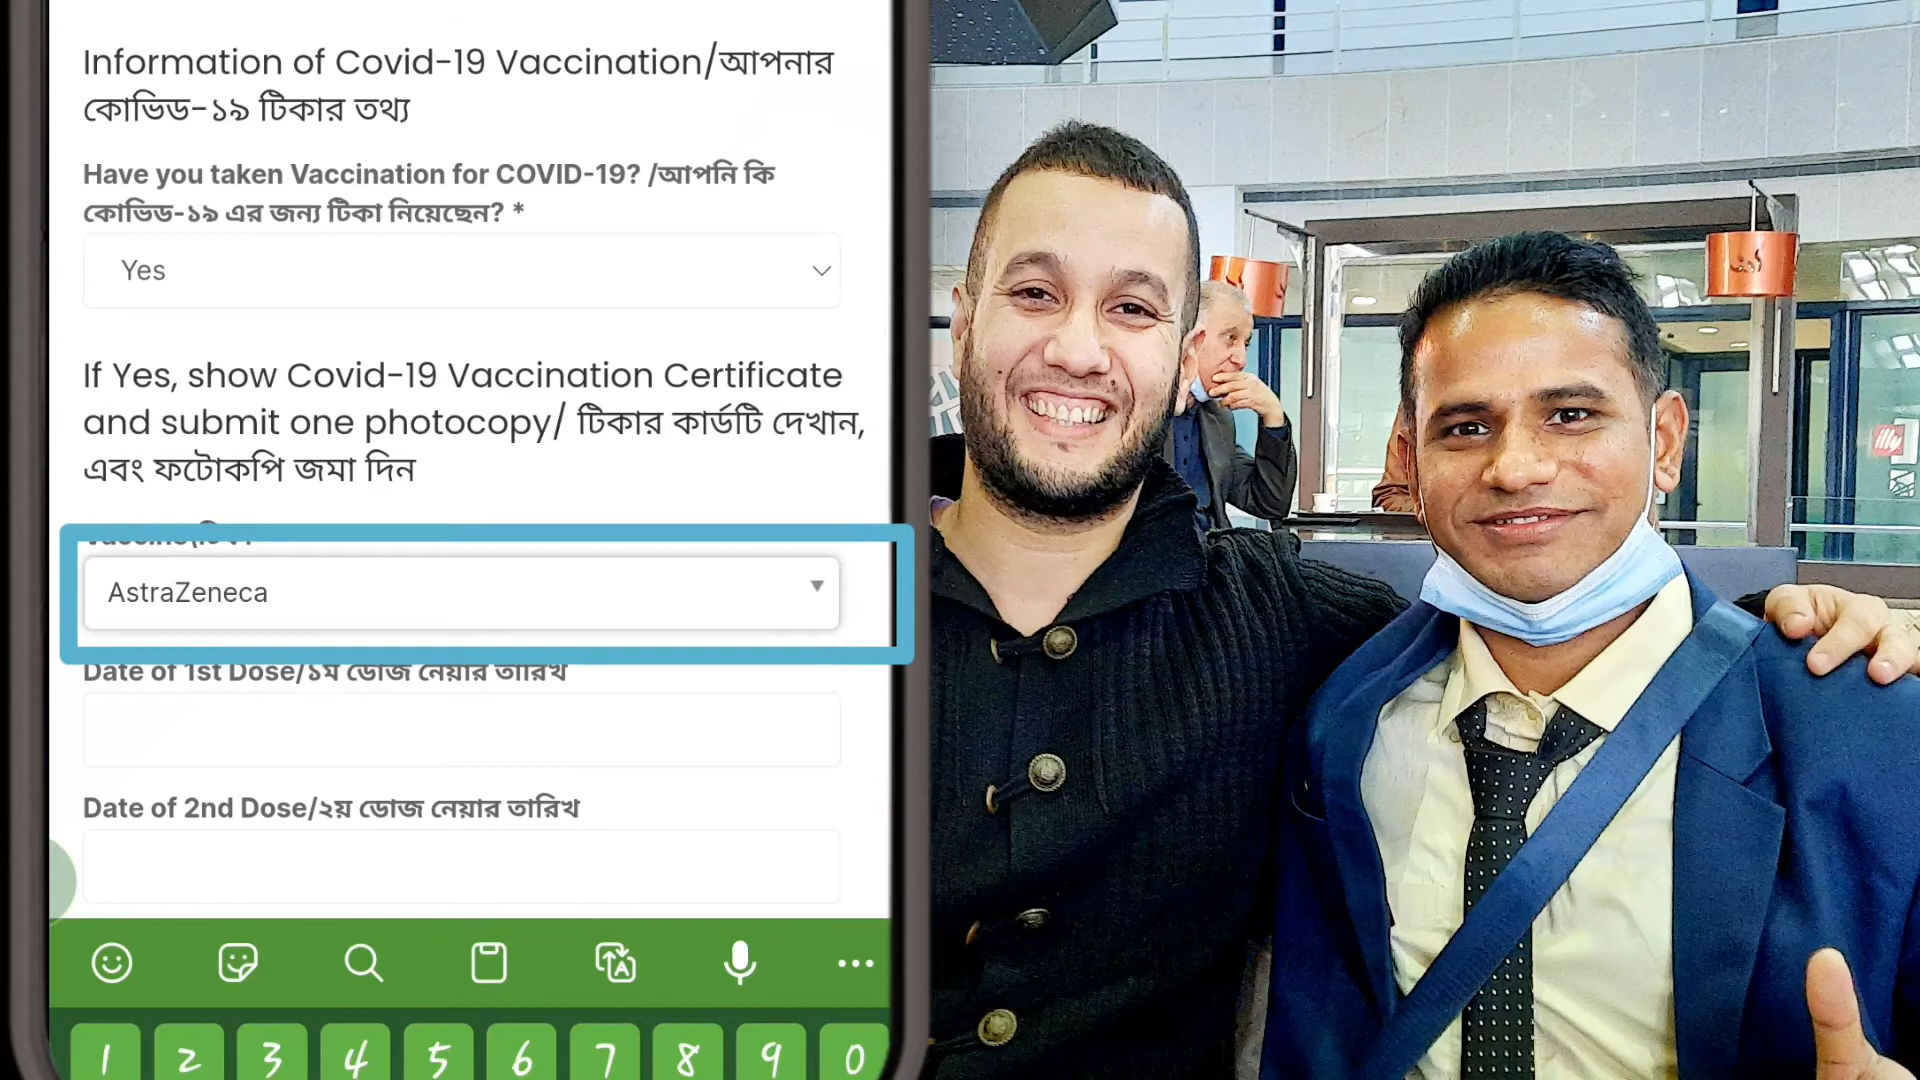 Information of Covid-19 Vaccination/আপনার
কোভিড-১৯ টিকার তথ্য
Have you taken Vaccination for COVID-19? /আপনি কি
কোভিড-১৯ এর জন্য টিকা নিয়েছেন? *
Yes
If Yes, show Covid-19 Vaccination Certificate
and submit one photocopy/ টিকার কার্ডটি দেখান,
এবং ফটোকপি জমা দিন
AstraZeneca
Date of 1st Dose/১ম ডোজ নেয়ার তারিখ
Date of 2nd Dose/২য় ডোজ নেয়ার তারিখ
1 2 3 4 5 6 7 8 9 0
illy